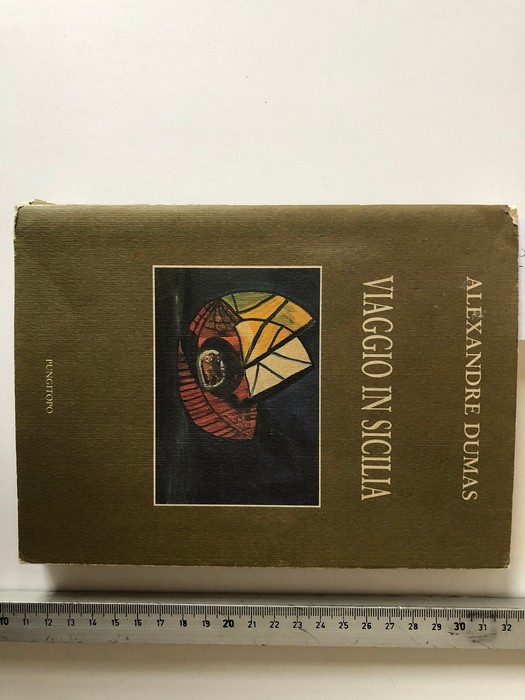 ALEXANDRE DUMAS
VIAGGIO IN SICILIA
PUNGITOPO
10 11 12 13 14 15 16 17 18 19 20 21 22 23 24 25 26 27 28 29 30 31 32